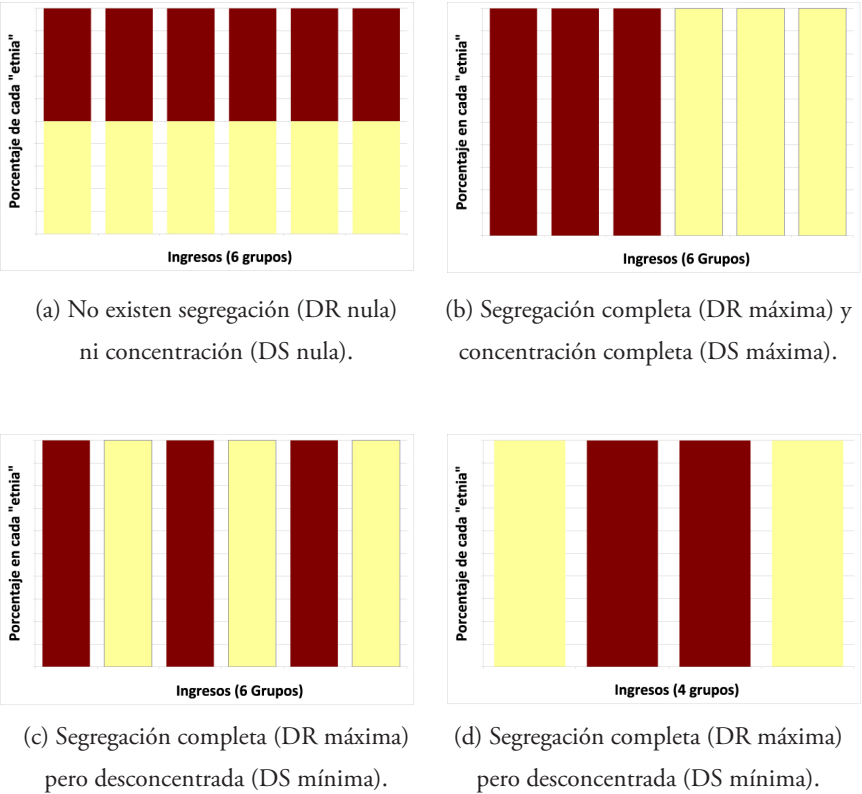 Porcentaje de cada "etnia"
Ingresos (6 grupos)
(a) No existen segregación (DR nula)
ni concentración (DS nula).
Porcentaje en cada "etnia"
Ingresos (6 Grupos)
(b) Segregación completa (DR máxima) y
concentración completa (DS máxima).
Porcentaje en cada "etnia"
Ingresos (6 Grupos)
(c) Segregación completa (DR máxima)
pero desconcentrada (DS mínima).
Porcentaje de cada "etnia"
Ingresos (4 grupos)
(d) Segregación completa (DR máxima)
pero desconcentrada (DS mínima).